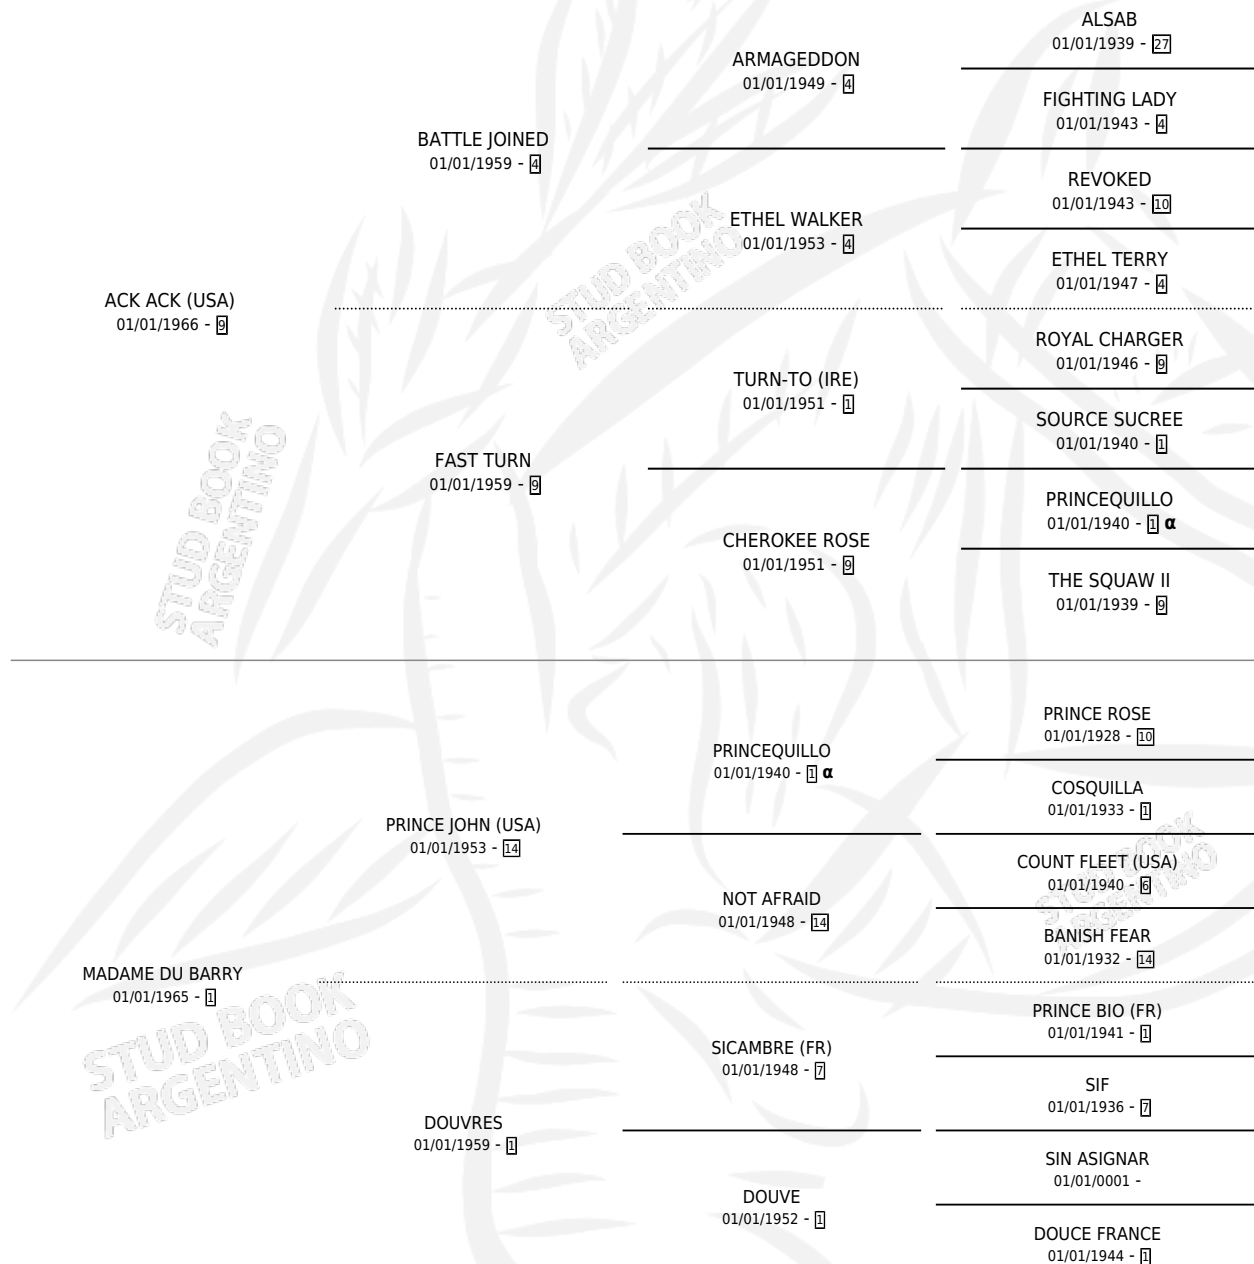 ALSAB
01/01/1939 - 27
ARMAGEDDON
01/01/1949 - 4
FIGHTING LADY
01/01/1943 - 4
BATTLE JOINED
01/01/1959 - 4
REVOKED
01/01/1943 - 10
ETHEL WALKER
01/01/1953 - 4
ETHEL TERRY
01/01/1947 - 4
ACK ACK (USA)
01/01/1966 - 9
ROYAL CHARGER
01/01/1946 - 9
TURN-TO (IRE)
01/01/1951 - 1
SOURCE SUCREE
01/01/1940 - 1
FAST TURN
01/01/1959 - 9
PRINCEQUILLO
01/01/1940 - 1 α
CHEROKEE ROSE
01/01/1951 - 9
THE SQUAW II
01/01/1939 - 9
PRINCE ROSE
01/01/1928 - 10
PRINCEQUILLO
01/01/1940 - 1 α
COSQUILLA
01/01/1933 - 1
PRINCE JOHN (USA)
01/01/1953 - 14
COUNT FLEET (USA)
01/01/1940 - 6
NOT AFRAID
01/01/1948 - 14
BANISH FEAR
01/01/1932 - 14
MADAME DU BARRY
01/01/1965 - 1
PRINCE BIO (FR)
01/01/1941 - 1
SICAMBRE (FR)
01/01/1948 - 7
SIF
01/01/1936 - 7
DOUVRES
01/01/1959 - 1
SIN ASIGNAR
01/01/0001 -
DOUVE
01/01/1952 - 1
DOUCE FRANCE
01/01/1944 - 1
STUD BOOK
ARGENTINO
STUD BOOK
ARGENTINO
STUD BOOK
ARGENTINO
STUD BOOK
ARGENTINO